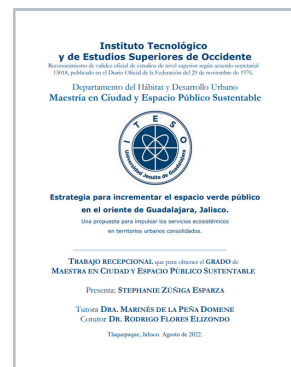 Instituto Tecnológico
y de Estudios Superiores de Occidente
Reconocimiento de validez oficial de estudios de nivel superior según acuerdo secretarial
15018, publicado en el Diario Oficial de la Federación del 29 de noviembre de 1976.
Departamento del Hábitat y Desarrollo Urbano
Maestría en Ciudad y Espacio Público Sustentable
ITESO
Universidad Jesuita de Guadalajara
Estrategia para incrementar el espacio verde público
en el oriente de Guadalajara, Jalisco.
Una propuesta para impulsar los servicios ecosistémicos
en territorios urbanos consolidados.
TRABAJO RECEPCIONAL que para obtener el GRADO de
MAESTRA EN CIUDAD Y ESPACIO PÚBLICO SUSTENTABLE
Presenta: STEPHANIE ZÚÑIGA ESPARZA
Tutora DRA. MARINÉS DE LA PEÑA DOMENE
Cotutor DR. RODRIGO FLORES ELIZONDO
Tlaquepaque, Jalisco. Agosto de 2022.